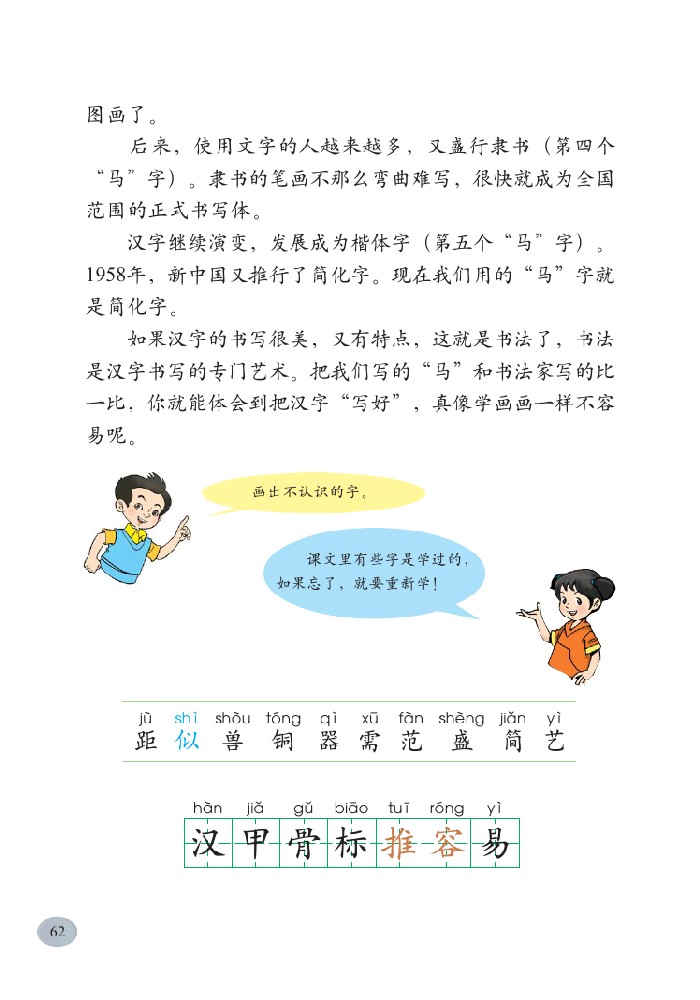 图画了。
后来，使用文字的人越来越多，又盛行隶书（第四个
“马”字）。隶书的笔画不那么弯曲难写，很快就成为全国
范围的正式书写体。
汉字继续演变，发展成为楷体字（第五个“马”字）。
1958年，新中国又推行了简化字。现在我们用的“马”字就
是简化字。
如果汉字的书写很美，又有特点，这就是书法了，书法
是汉字书写的专门艺术。把我们写的“马”和书法家写的比
一比，你就能体会到把汉字“写好”，真像学画画一样不容
易呢。
画出不认识的字。
课文里有些字是学过的，
如果忘了，就要重新学！
jù shì shòu tóng qì xū fàn shèng jiǎn yì
距 似 兽 铜 器 需 范 盛 简 艺
hàn jiǎ gǔ biāo tuī róng yì
汉 甲 骨 标 推 容 易
62